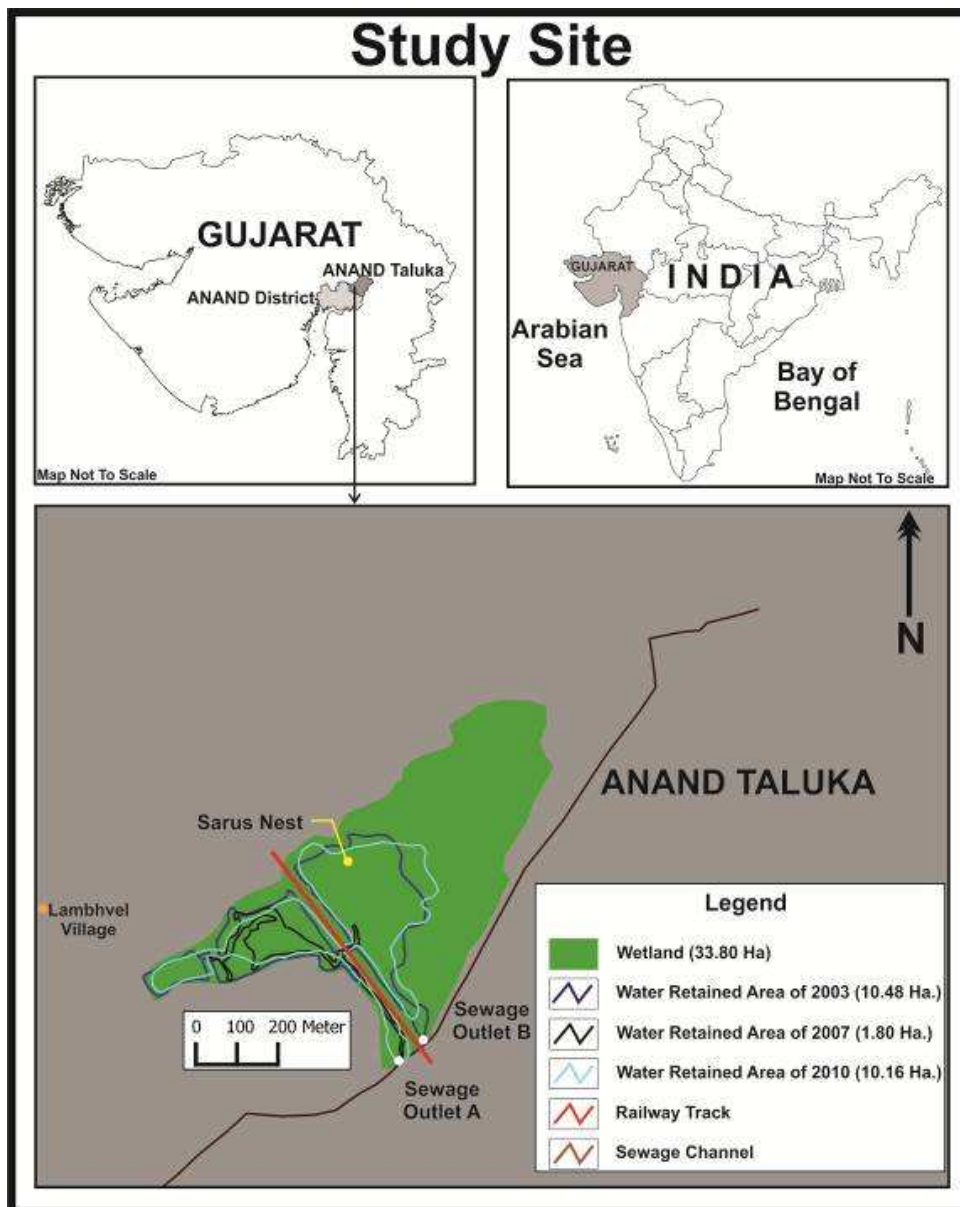 Study Site
GUJARAT
ANAND Taluka
ANAND District
Map Not To Scale
GUJARAT
INDIA
Arabian
Sea
Bay of
Bengal
Map Not To Scale
N
ANAND TALUKA
Sarus Nest
Lambhvel
Village
0 100 200 Meter
Sewage
Outlet B
Sewage
Outlet A
Legend
Wetland (33.80 Ha)
Water Retained Area of 2003 (10.48 Ha.)
Water Retained Area of 2007 (1.80 Ha.)
Water Retained Area of 2010 (10.16 Ha.)
Railway Track
Sewage Channel